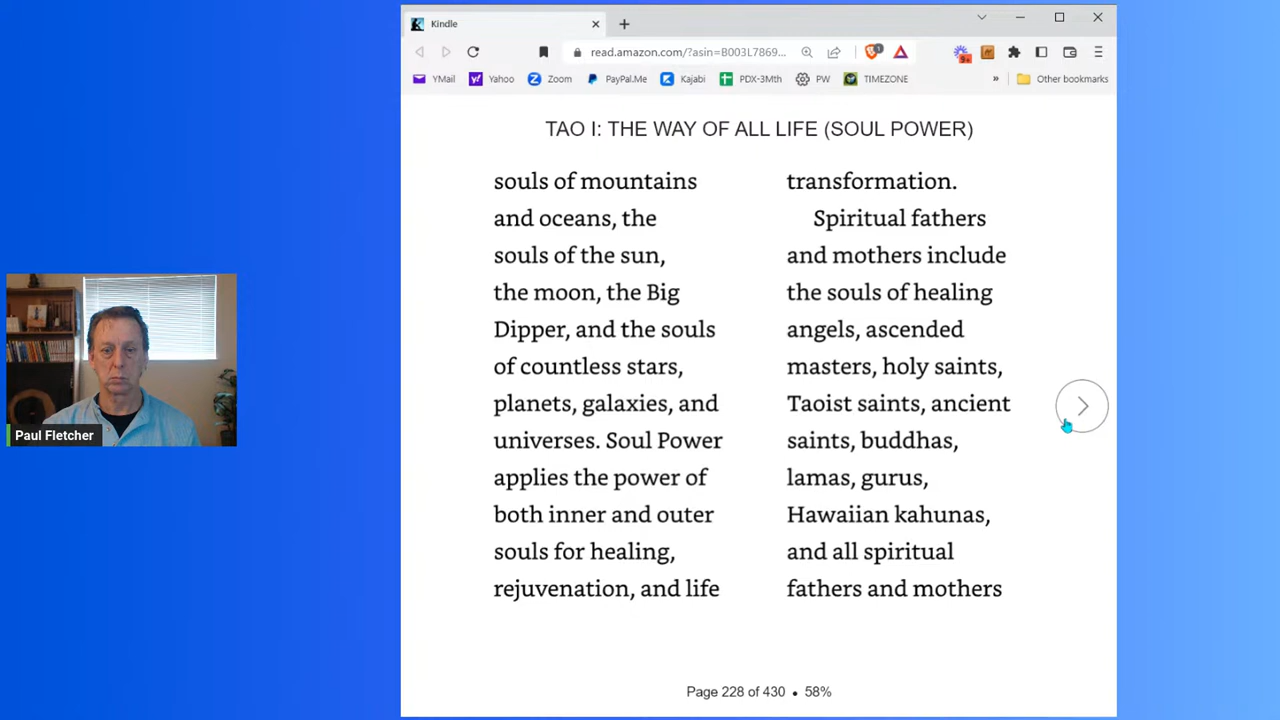 Kindle
read.amazon.com/?asin=B003L7869...
YMail
Yahoo
Zoom
PayPal.Me
Kajabi
PDX-3Mth
PW
TIMEZONE
»
Other bookmarks
TAO I: THE WAY OF ALL LIFE (SOUL POWER)
souls of mountains
and oceans, the
souls of the sun,
the moon, the Big
Dipper, and the souls
of countless stars,
planets, galaxies, and
universes. Soul Power
applies the power of
both inner and outer
souls for healing,
rejuvenation, and life
transformation.
Spiritual fathers
and mothers include
the souls of healing
angels, ascended
masters, holy saints,
Taoist saints, ancient
saints, buddhas,
lamas, gurus,
Hawaiian kahunas,
and all spiritual
fathers and mothers
Page 228 of 430 • 58%
Paul Fletcher